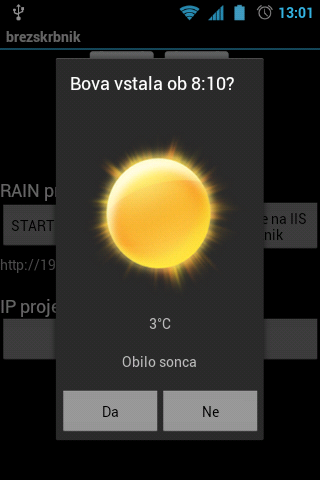 13:01
brezskrbnik
Bova vstala ob 8:10?
RAIN pr
START
e na IIS
nik
http://19
IP proje
3°C
Obilo sonca
Da
Ne